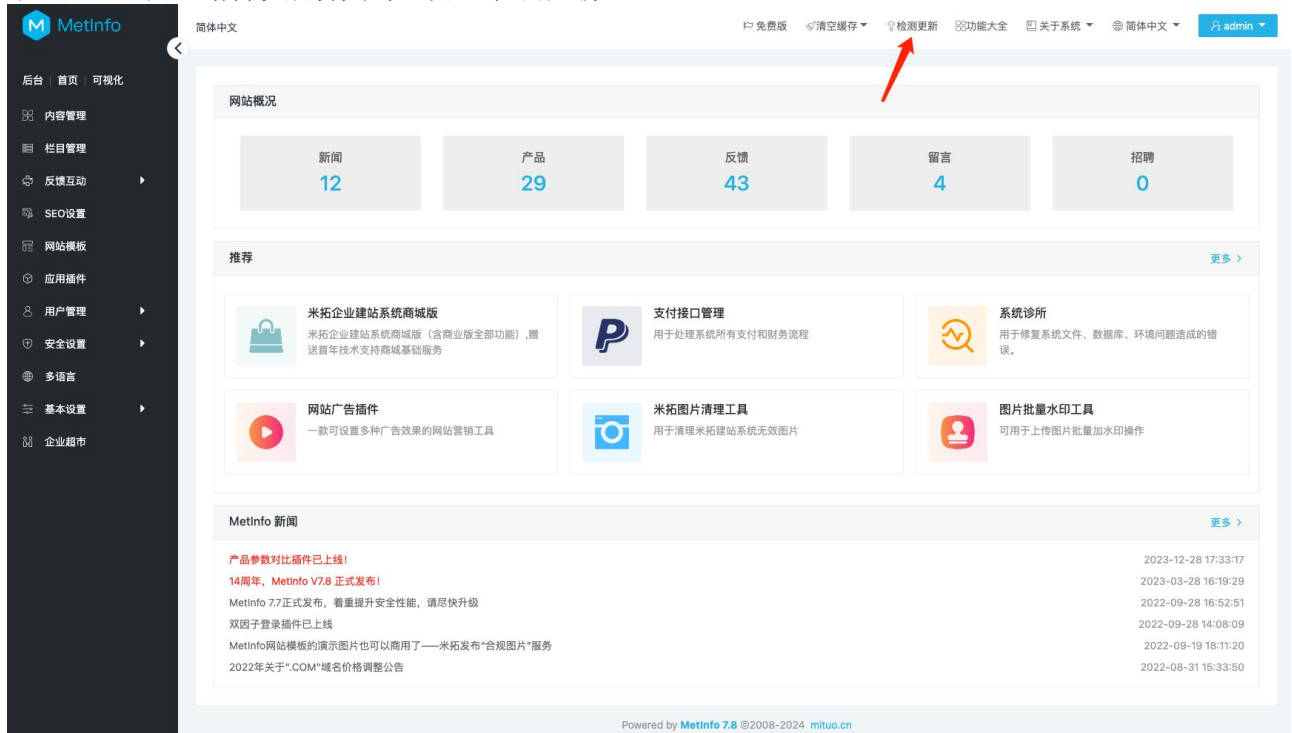 MetInfo
简体中文
免费版 清空缓存 检测更新 功能大全 关于系统 简体中文 admin
后台 首页 可视化
内容管理
栏目管理
反馈互动
SEO设置
网站模板
应用插件
用户管理
安全设置
多语言
基本设置
企业超市
网站概况
新闻 产品 反馈 留言 招聘
12 29 43 4 0
推荐 更多
米拓企业建站系统商城版
米拓企业建站系统商城版（含商业版全部功能）,赠
送首年技术支持商城基础服务
支付接口管理
用于处理系统所有支付和财务流程
系统诊所
用于修复系统文件、数据库、环境问题造成的错
误。
网站广告插件
一款可设置多种广告效果的网站营销工具
米拓图片清理工具
用于清理米拓建站系统无效图片
图片批量水印工具
可用于上传图片批量加水印操作
MetInfo 新闻 更多
产品参数对比插件已上线! 2023-12-28 17:33:17
14周年，MetInfo V7.8 正式发布! 2023-03-28 16:19:29
MetInfo 7.7正式发布，着重提升安全性能，请尽快升级 2022-09-28 16:52:51
双因子登录插件已上线 2022-09-28 14:08:09
MetInfo网站模板的演示图片也可以商用了——米拓发布“合规图片”服务 2022-09-19 18:11:20
2022年关于".COM"域名价格调整公告 2022-08-31 15:33:50
Powered by MetInfo 7.8 ©2008-2024 mituo.cn